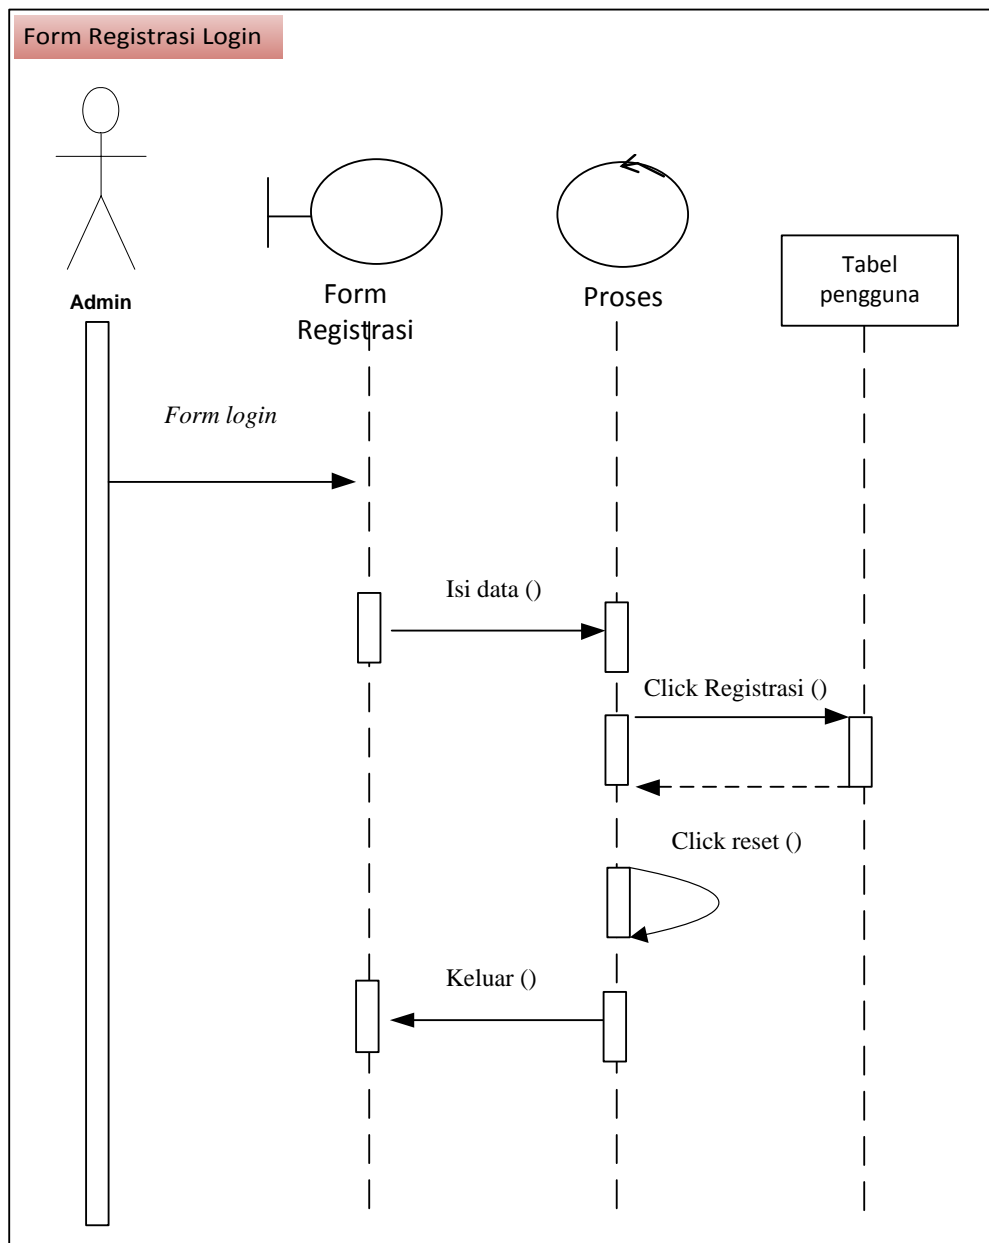 Form Registrasi Login
Admin
Form
Registrasi
Proses
Tabel
pengguna
Form login
Isi data ()
Click Registrasi ()
Click reset ()
Keluar ()